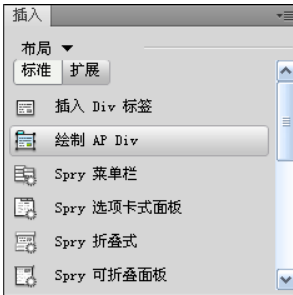 插入
布局
标准 扩展
插入 Div 标签
绘制 AP Div
Spry 菜单栏
Spry 选项卡式面板
Spry 折叠式
Spry 可折叠面板